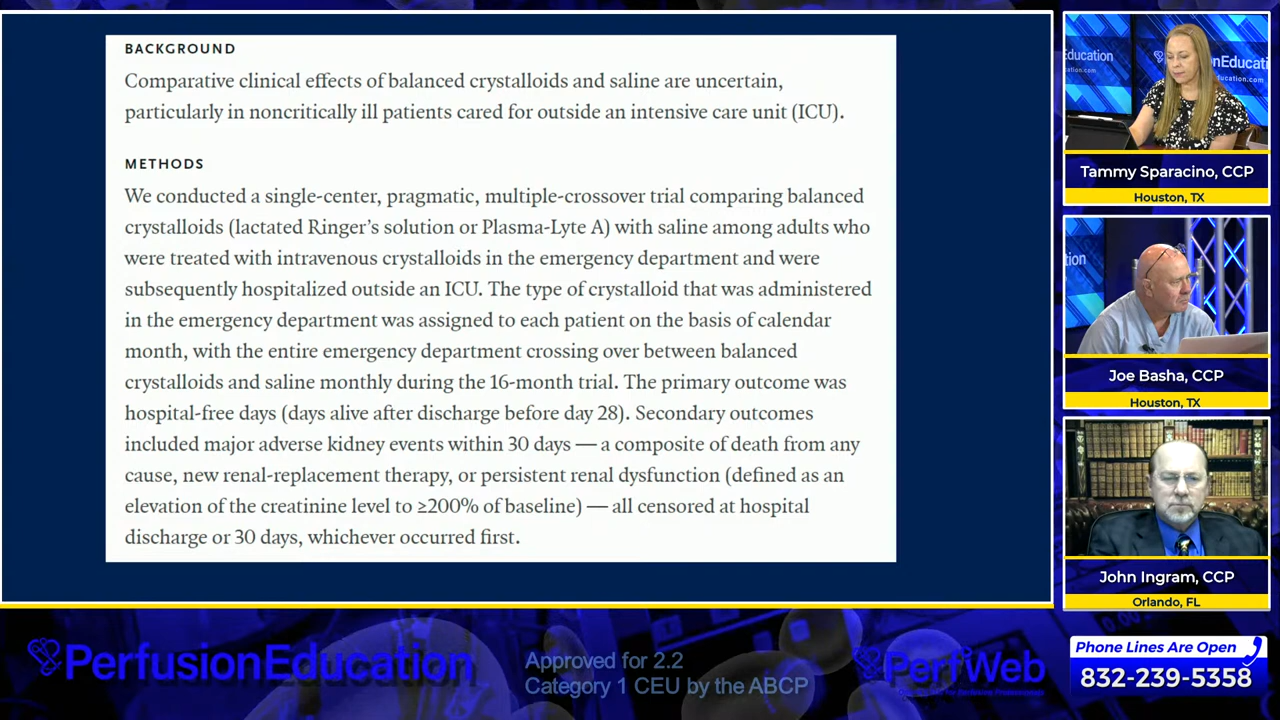 BACKGROUND
Comparative clinical effects of balanced crystalloids and saline are uncertain,
particularly in noncritically ill patients cared for outside an intensive care unit (ICU).
METHODS
We conducted a single-center, pragmatic, multiple-crossover trial comparing balanced
crystalloids (lactated Ringer's solution or Plasma-Lyte A) with saline among adults who
were treated with intravenous crystalloids in the emergency department and were
subsequently hospitalized outside an ICU. The type of crystalloid that was administered
in the emergency department was assigned to each patient on the basis of calendar
month, with the entire emergency department crossing over between balanced
crystalloids and saline monthly during the 16-month trial. The primary outcome was
hospital-free days (days alive after discharge before day 28). Secondary outcomes
included major adverse kidney events within 30 days — a composite of death from any
cause, new renal-replacement therapy, or persistent renal dysfunction (defined as an
elevation of the creatinine level to ≥200% of baseline) — all censored at hospital
discharge or 30 days, whichever occurred first.
Tammy Sparacino, CCP
Houston, TX
Joe Basha, CCP
Houston, TX
John Ingram, CCP
Orlando, FL
PerfusionEducation
Approved for 2.2
Category 1 CEU by the ABCP
PerfWeb
Phone Lines Are Open
832-239-5358